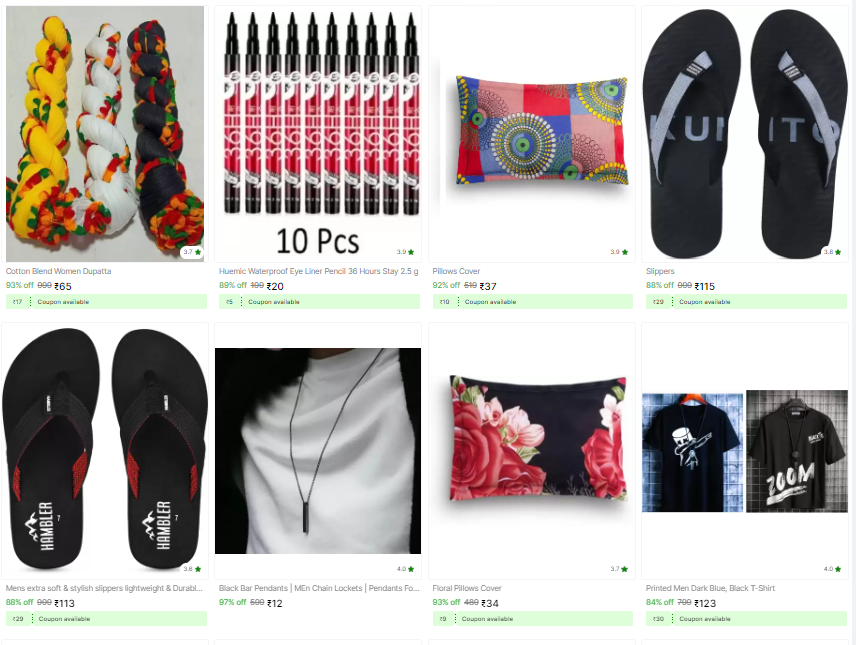 10 Pcs
KUI ITO
3.7 ★
3.9 ★
3.9 ★
3.8 ★
Cotton Blend Women Dupatta
Huemic Waterproof Eye Liner Pencil 36 Hours Stay 2.5 g
Pillows Cover
Slippers
93% off 999 ₹65
89% off 199 ₹20
92% off 519 ₹37
88% off 999 ₹115
₹17 Coupon available
₹5 Coupon available
₹10 Coupon available
₹29 Coupon available
HAMBLER 7
HAMBLER 7
ZOOM
3.6 ★
4.0 ★
3.7 ★
4.0 ★
Mens extra soft & stylish slippers lightweight & Durabl...
Black Bar Pendants | MEn Chain Lockets | Pendants Fo...
Floral Pillows Cover
Printed Men Dark Blue, Black T-Shirt
88% off 999 ₹113
97% off 599 ₹12
93% off 489 ₹34
84% off 799 ₹123
₹29 Coupon available
₹9 Coupon available
₹30 Coupon available